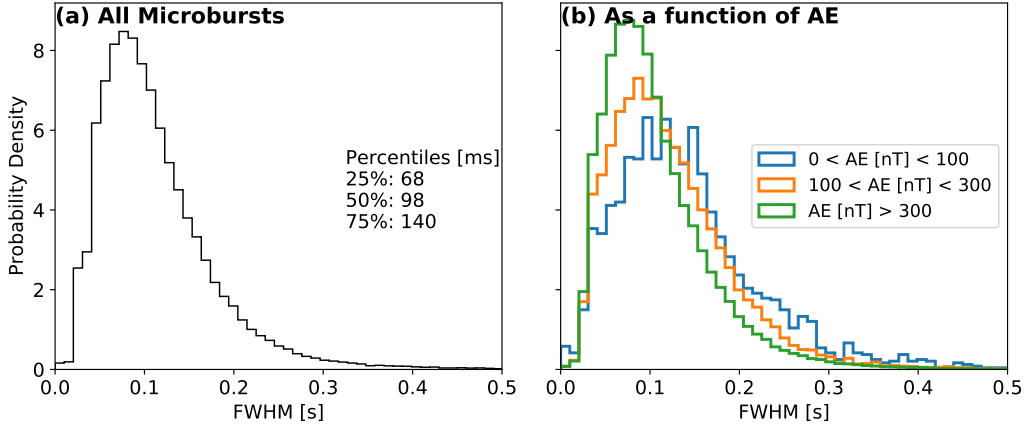 (a) All Microbursts
Probability Density
8
6
4
2
0
Percentiles [ms]
25%: 68
50%: 98
75%: 140
0.0 0.1 0.2 0.3 0.4 0.5
FWHM [s]
(b) As a function of AE
0 < AE [nT] < 100
100 < AE [nT] < 300
AE [nT] > 300
0.0 0.1 0.2 0.3 0.4 0.5
FWHM [s]